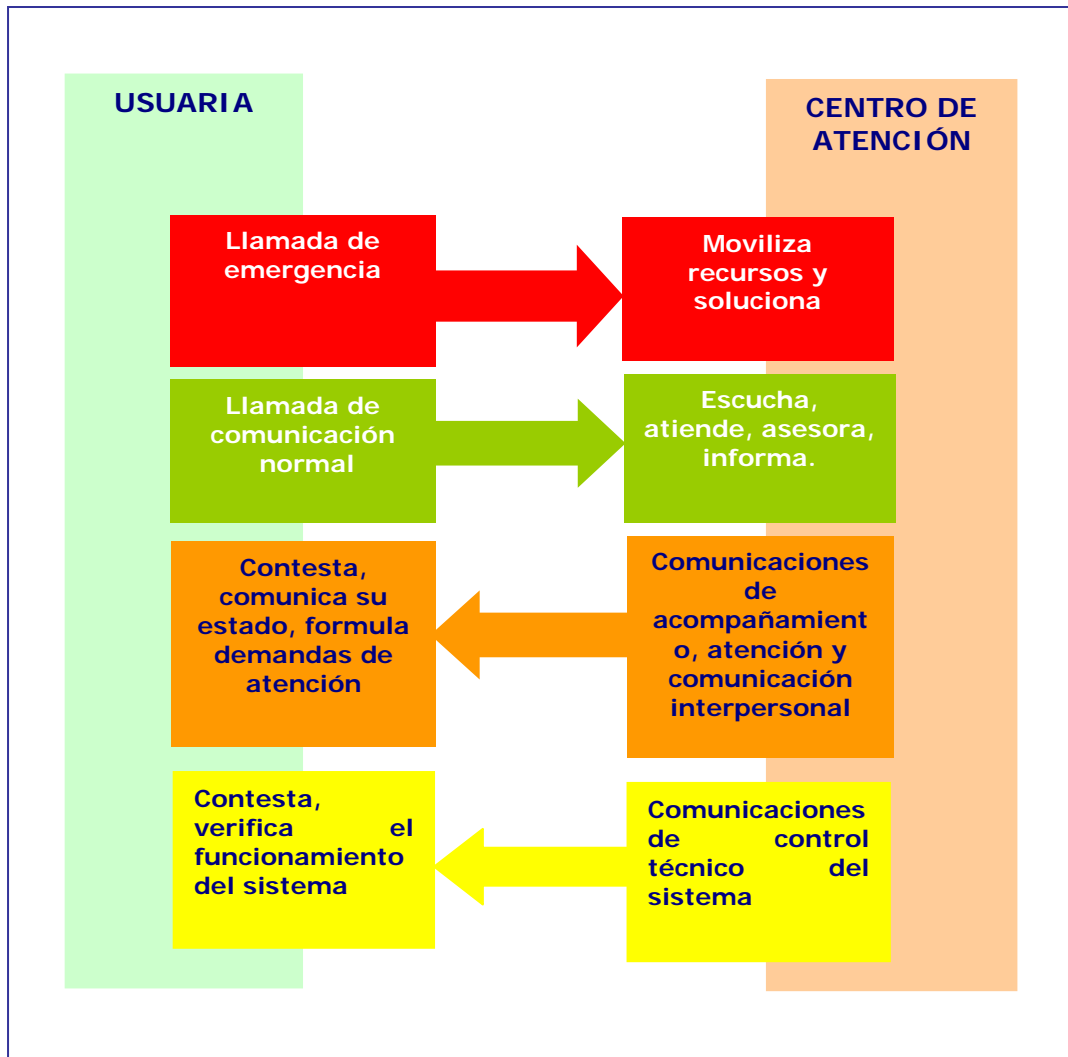 USUARIA
CENTRO DE
ATENCIÓN
Llamada de
emergencia
Moviliza
recursos y
soluciona
Llamada de
comunicación
normal
Escucha,
atiende, asesora,
informa.
Contesta,
comunica su
estado, formula
demandas de
atención
Comunicaciones
de
acompañamient
o, atención y
comunicación
interpersonal
Contesta,
verifica el
funcionamiento
del sistema
Comunicaciones
de control
técnico del
sistema